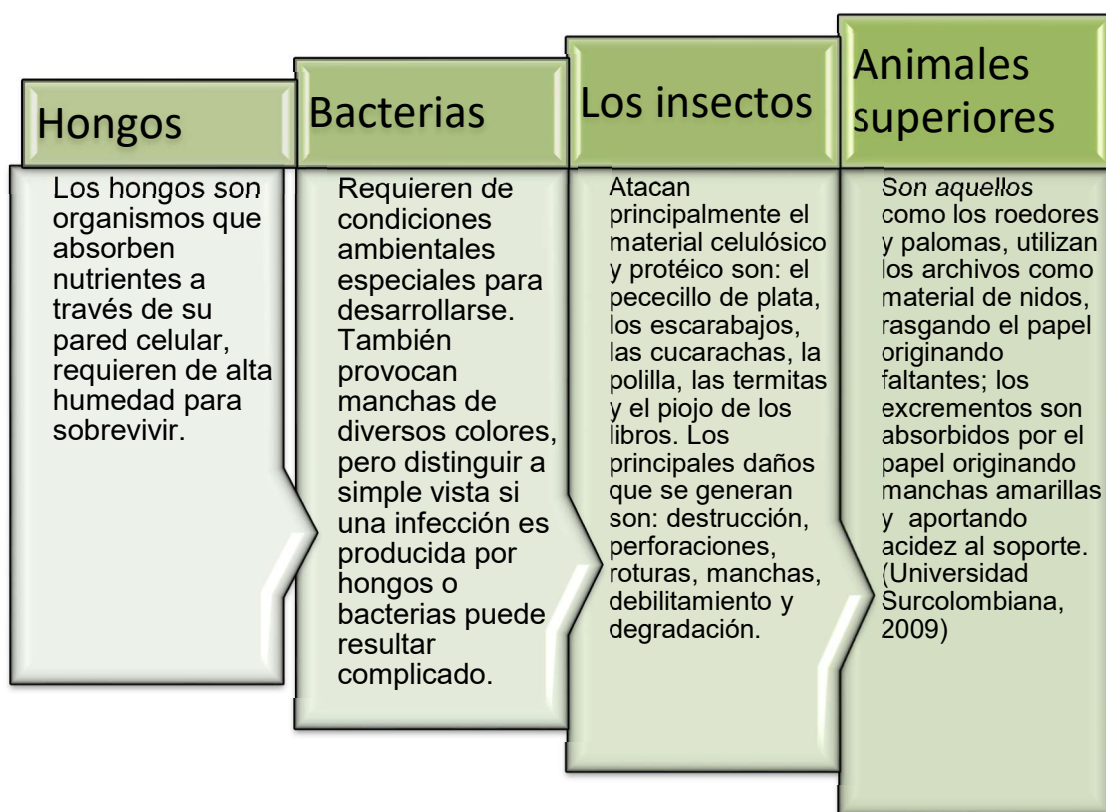 Hongos
Los hongos son
organismos que
absorben
nutrientes a
través de su
pared celular,
requieren de alta
humedad para
sobrevivir.
Bacterias
Requieren de
condiciones
ambientales
especiales para
desarrollarse.
También
provocan
manchas de
diversos colores,
pero distinguir a
simple vista si
una infección es
producida por
hongos o
bacterias puede
resultar
complicado.
Los insectos
Atacan
principalmente el
material celulósico
y protéico son: el
pececillo de plata,
los escarabajos,
las cucarachas, la
polilla, las termitas
y el piojo de los
libros. Los
principales daños
que se generan
son: destrucción,
perforaciones,
roturas, manchas,
debilitamiento y
degradación.
Animales
superiores
Son aquellos
como los roedores
y palomas, utilizan
los archivos como
material de nidos,
rasgando el papel
originando
faltantes; los
excrementos son
absorbidos por el
papel originando
manchas amarillas
y aportando
acidez al soporte.
(Universidad
Surcolombiana,
2009)